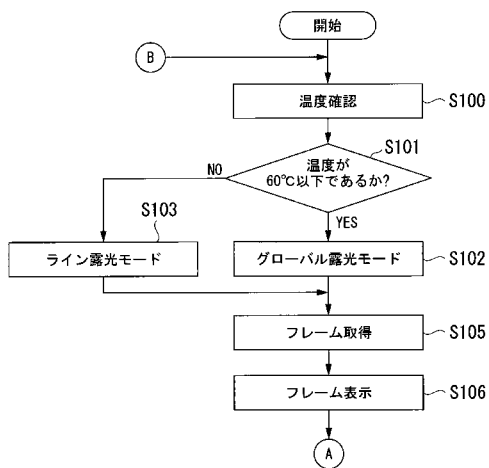 開始
B
温度確認
S100
S101
温度が
60℃以下であるか?
NO
YES
S103
ライン露光モード
グローバル露光モード
S102
フレーム取得
S105
フレーム表示
S106
A